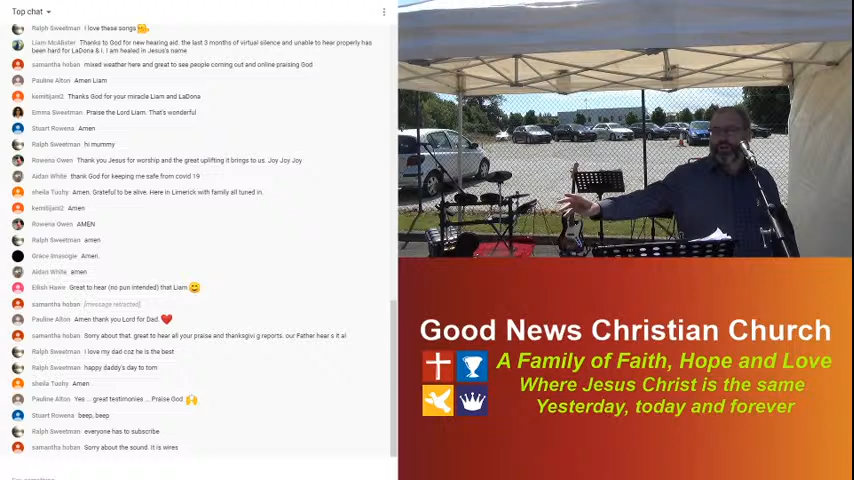 Top chat
Ralph Sweetman I love these songs
Liam McAlister Thanks to God for new hearing aid. the last 3 months of virtual silence and unable to hear properly has
been hard for LaDona & I. I am healed in Jesus's name
samantha hoban mixed weather here and great to see people coming out and online praising God
Pauline Alton Amen Liam
kemitijani2 Thanks God for your miracle Liam and LaDona
Emma Sweetman Praise the Lord Liam. That's wonderful
Stuart Rowena Amen
Ralph Sweetman hi mummy
Rowena Owen Thank you Jesus for worship and the great uplifting it brings to us. Joy Joy Joy
Aidan White thank God for keeping me safe from covid 19
sheila Tuohy Amen. Grateful to be alive. Here in Limerick with family all tuned in.
kemitijani2 Amen
Rowena Owen AMEN
Ralph Sweetman amen
Grace Imasogie Amen.
Aidan White amen
Eilish Hawe Great to hear (no pun intended) that Liam
samantha hoban [message retracted]
Pauline Alton Amen thank you Lord for Dad.
samantha hoban Sorry about that. great to hear all your praise and thanksgivi g reports. our Father hear s it al
Ralph Sweetman I love my dad coz he is the best
Ralph Sweetman happy daddy's day to tom
sheila Tuohy Amen
Pauline Alton Yes ... great testimonies .... Praise God
Stuart Rowena beep, beep
Ralph Sweetman everyone has to subscribe
samantha hoban Sorry about the sound. It is wires
Good News Christian Church
A Family of Faith, Hope and Love
Where Jesus Christ is the same
Yesterday, today and forever